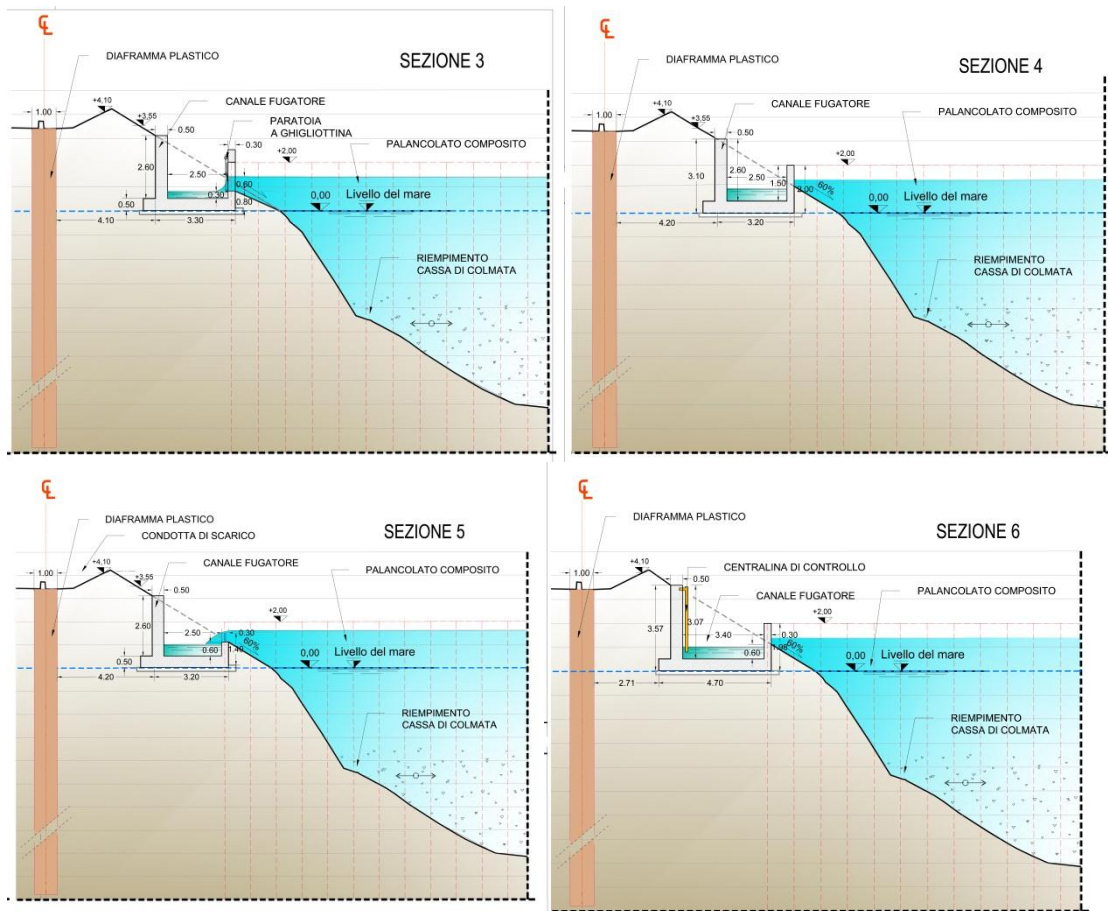 ℄
DIAFRAMMA PLASTICO
SEZIONE 3
+4,10
CANALE FUGATORE
1.00
+3,55
0.50
PARATOIA
A GHIGLIOTTINA
0.30
PALANCOLATO COMPOSITO
+2,00
2.60
0.60
0.30
0,00
Livello del mare
0.50
0.80
4.10
3.30
RIEMPIMENTO
CASSA DI COLMATA
℄
DIAFRAMMA PLASTICO
SEZIONE 4
+4,10
CANALE FUGATORE
1.00
+3,55
0.50
PALANCOLATO COMPOSITO
+2,00
3.10
2.60
2.50
1.50
2.00
60%
0,00
Livello del mare
4.20
3.20
RIEMPIMENTO
CASSA DI COLMATA
℄
DIAFRAMMA PLASTICO
SEZIONE 5
CONDOTTA DI SCARICO
+4,10
CANALE FUGATORE
1.00
+3,55
0.50
PALANCOLATO COMPOSITO
+2,00
2.60
2.50
0.30
60%
0.60
1.40
0,00
Livello del mare
0.50
4.20
3.20
RIEMPIMENTO
CASSA DI COLMATA
℄
DIAFRAMMA PLASTICO
SEZIONE 6
+4,10
0.50
CENTRALINA DI CONTROLLO
1.00
CANALE FUGATORE
PALANCOLATO COMPOSITO
+2,00
3.57
3.07
3.40
0.30
0.60
60%
0,00
Livello del mare
2.71
4.70
RIEMPIMENTO
CASSA DI COLMATA